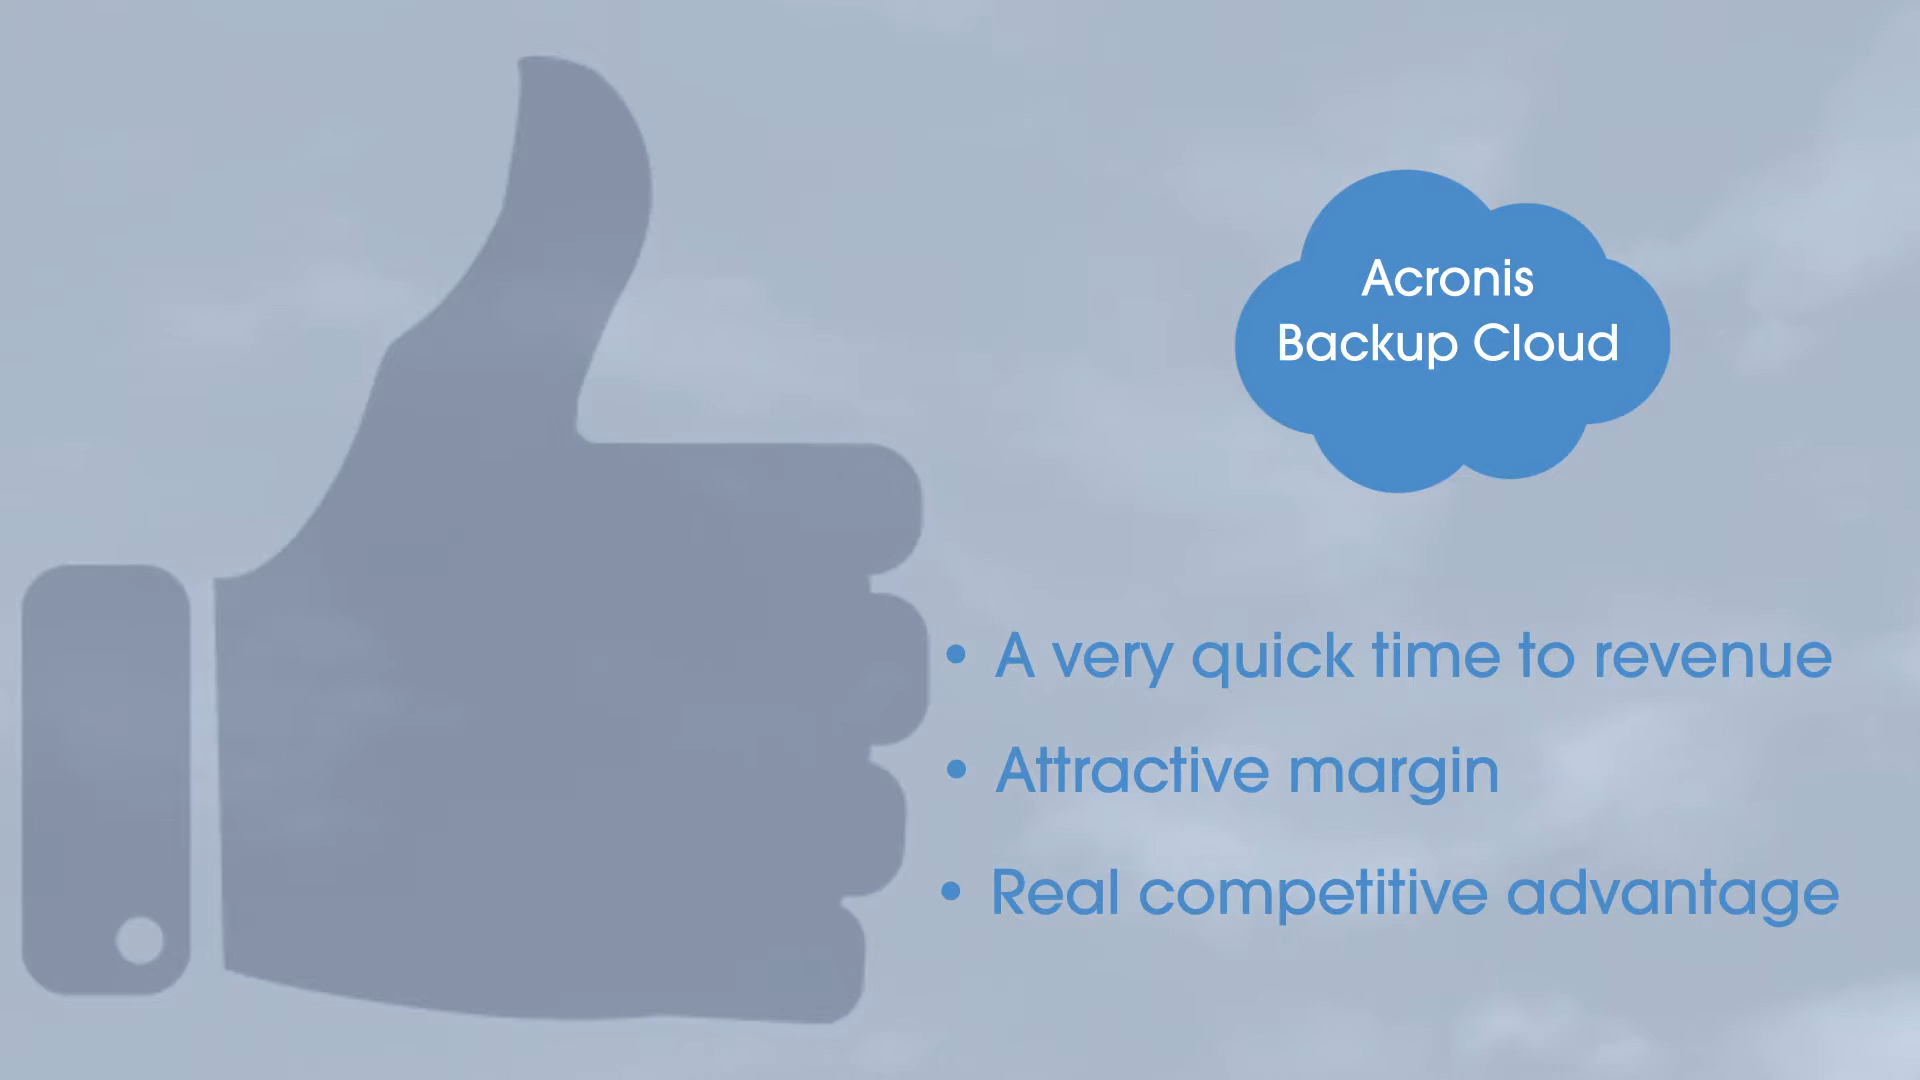 Acronis
Backup Cloud
• A very quick time to revenue
• Attractive margin
• Real competitive advantage